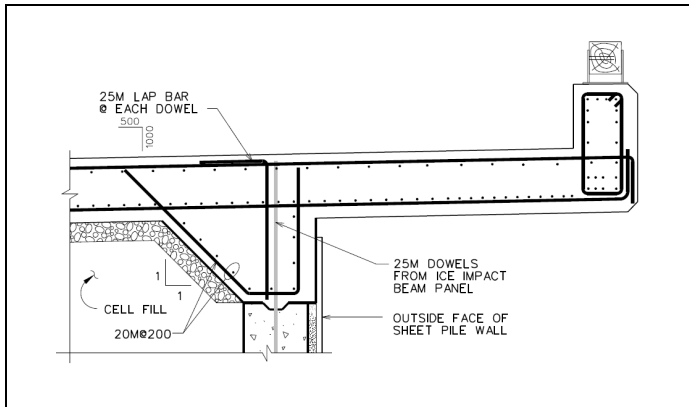 25M LAP BAR
@ EACH DOWEL
500
1000
25M DOWELS
FROM ICE IMPACT
BEAM PANEL
1
1
CELL FILL
20M@200
OUTSIDE FACE OF
SHEET PILE WALL